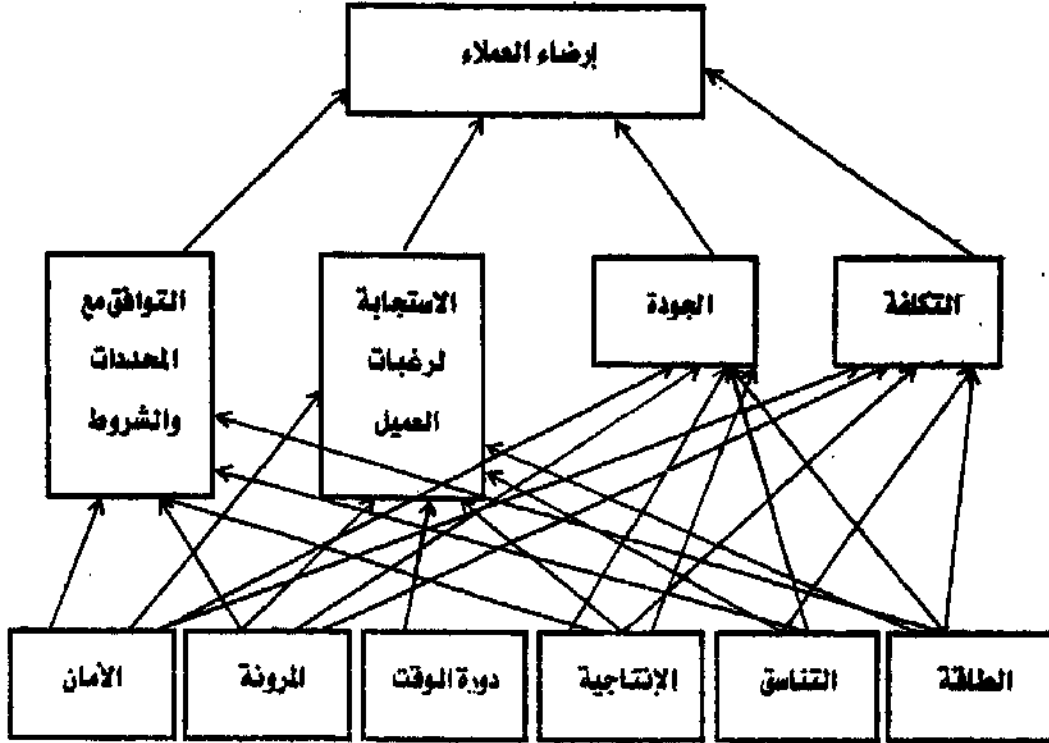 إرضاء العملاء
التكلفة
الجودة
الاستجابة
لرغبات
العميل
التوافق مع
المحددات
والشروط
الطاقة
التناسق
الإنتاجية
دورة الوقت
المرونة
الأمان